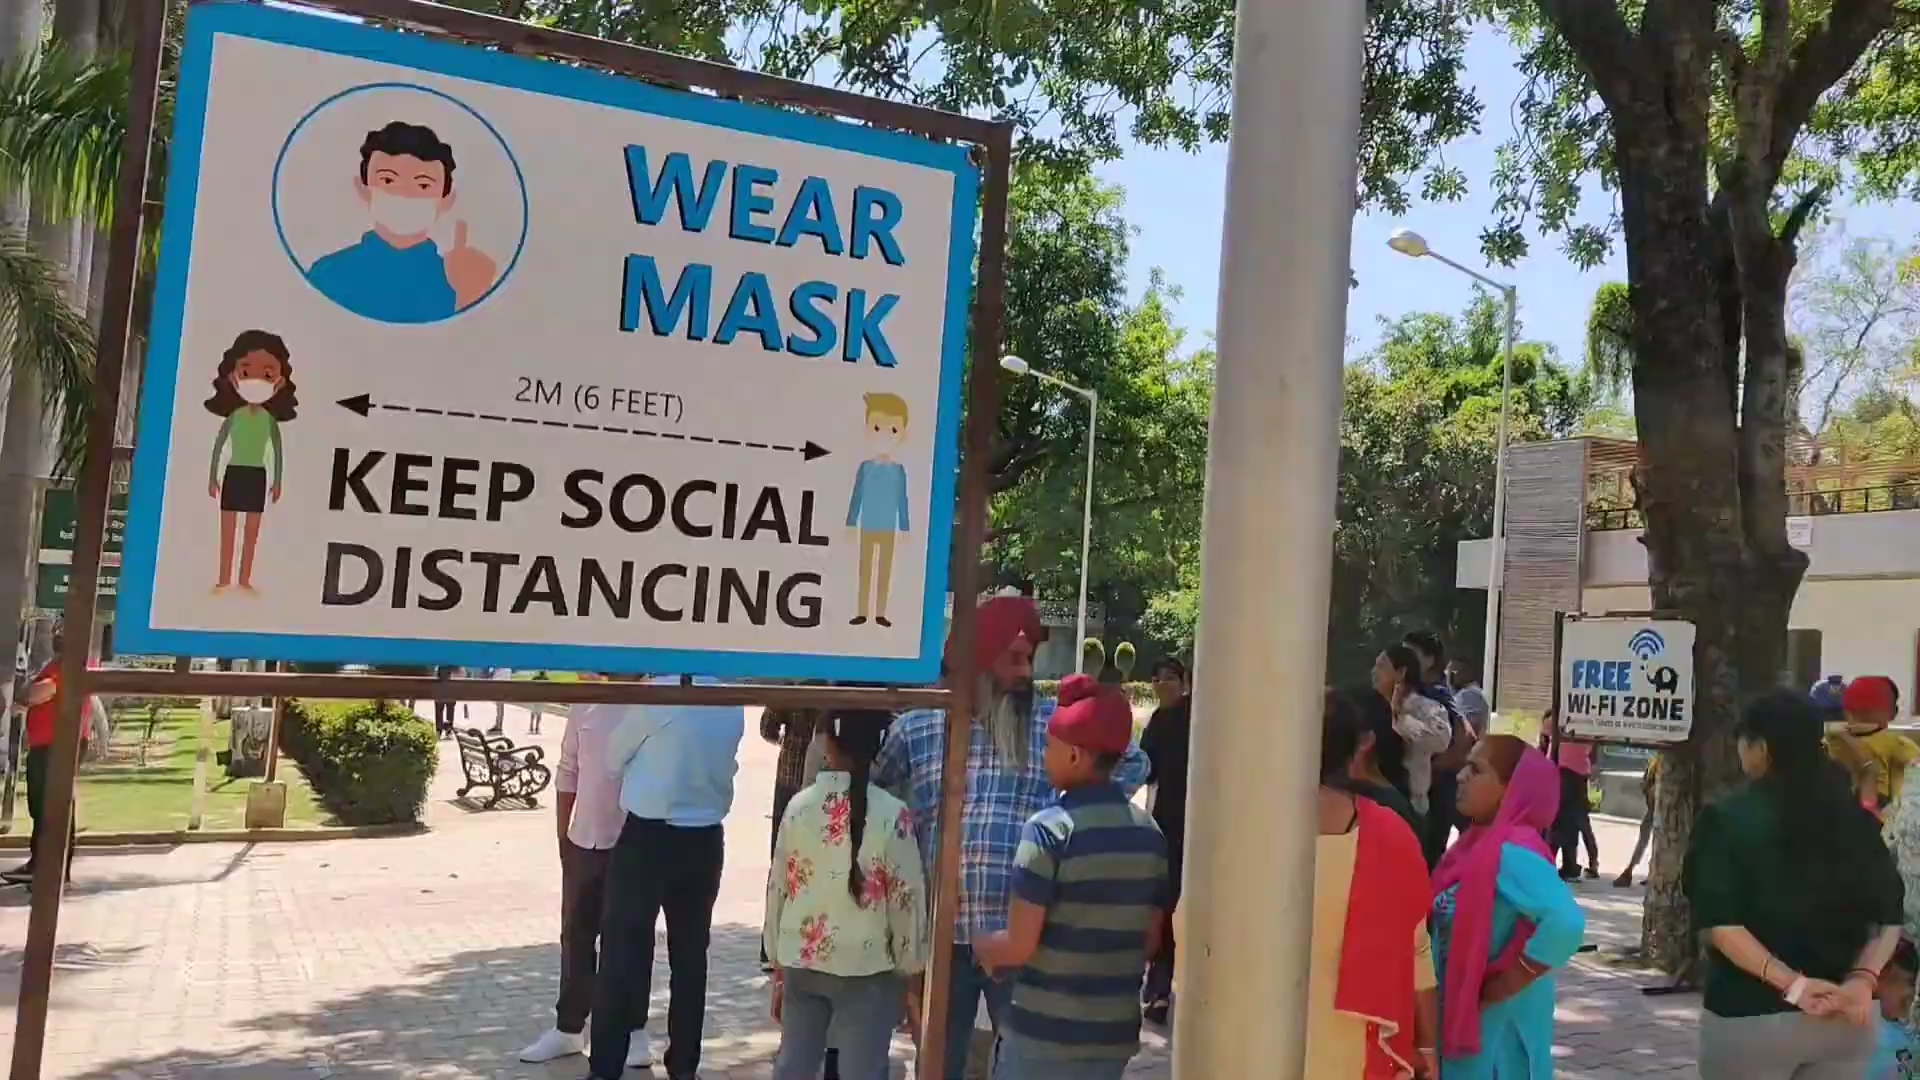 WEAR
MASK
2M (6 FEET)
KEEP SOCIAL
DISTANCING
FREE
WI-FI ZONE